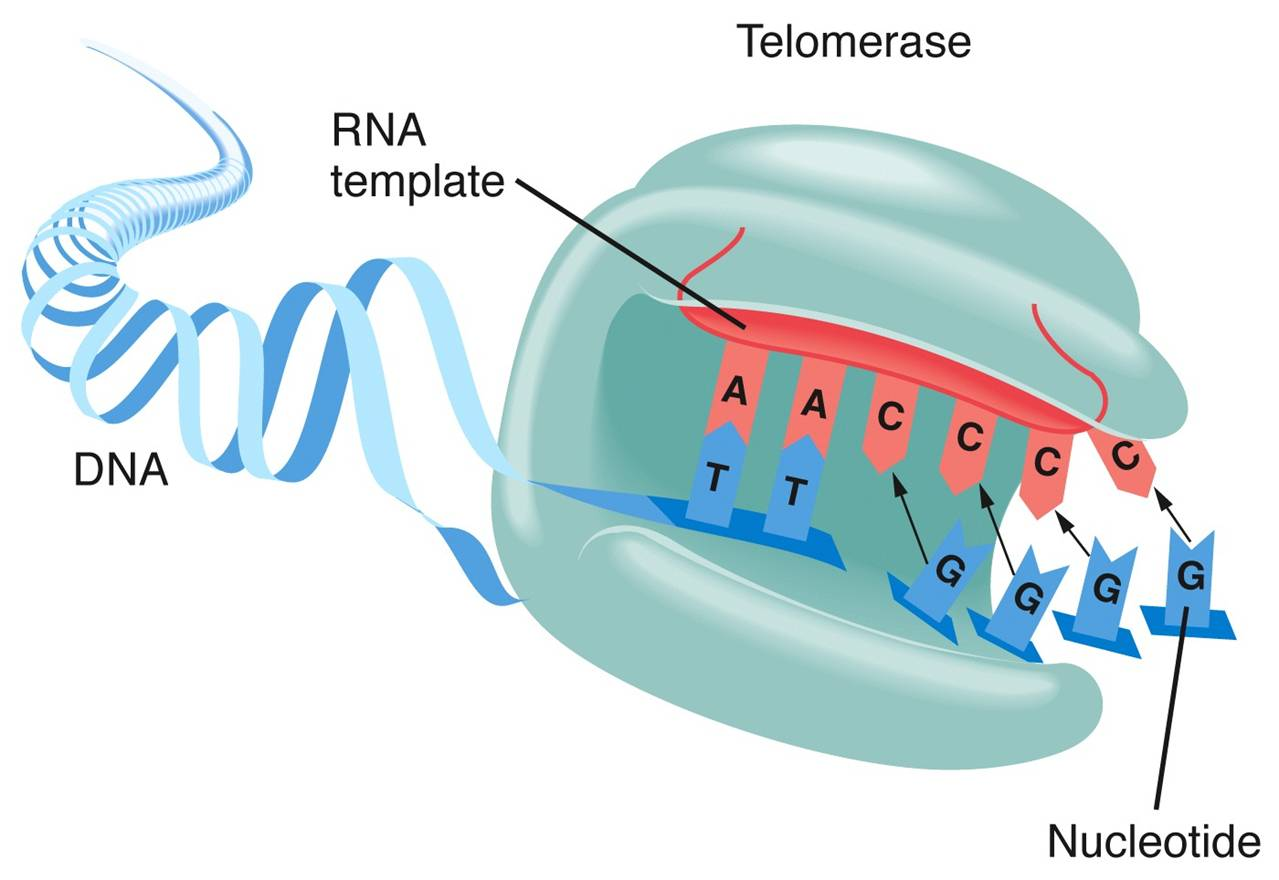 Telomerase
RNA
template
A A C C C C
T T
G G G G
DNA
Nucleotide